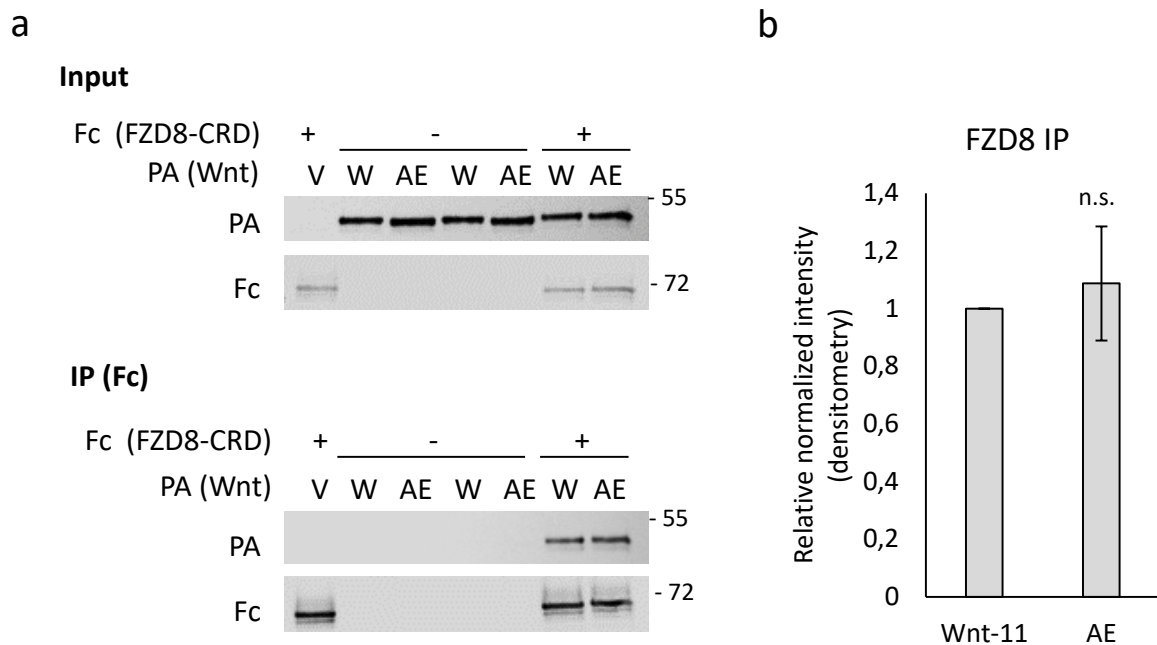 a
Input
Fc (FZD8-CRD) + - +
PA (Wnt) V W AE W AE W AE
- 55
PA
Fc - 72
IP (Fc)
Fc (FZD8-CRD) + - +
PA (Wnt) V W AE W AE W AE
- 55
PA
- 72
Fc
b
FZD8 IP
Relative normalized intensity
(densitometry)
1,4
1,2
1
0,8
0,6
0,4
0,2
0
n.s.
Wnt-11 AE